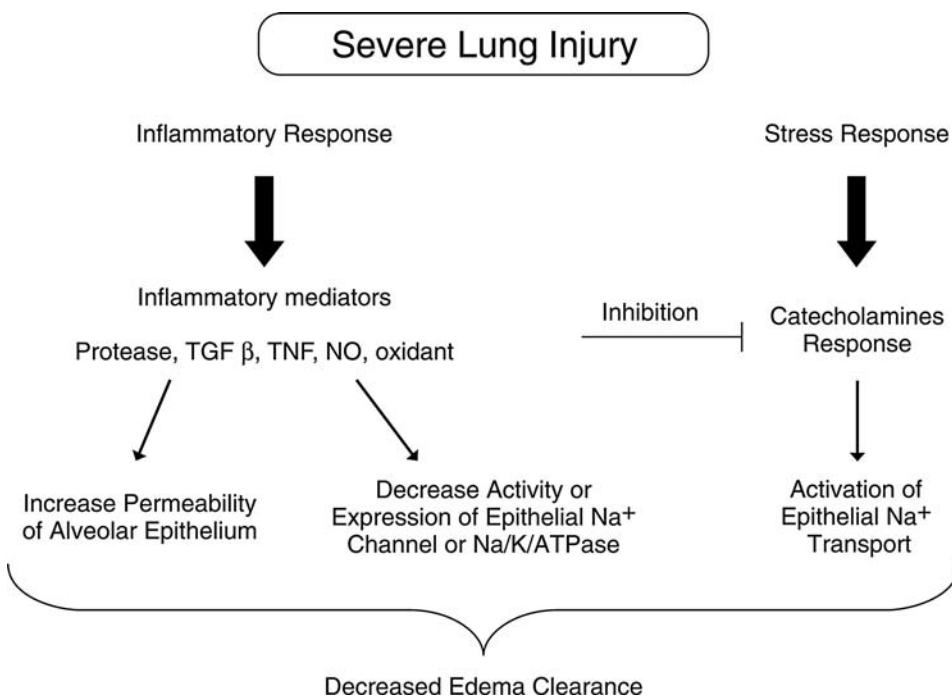 Severe Lung Injury
Inflammatory Response
Stress Response
Inflammatory mediators
Protease, TGF β, TNF, NO, oxidant
Inhibition
Catecholamines
Response
Increase Permeability
of Alveolar Epithelium
Decrease Activity or
Expression of Epithelial Na⁺
Channel or Na/K/ATPase
Activation of
Epithelial Na⁺
Transport
Decreased Edema Clearance